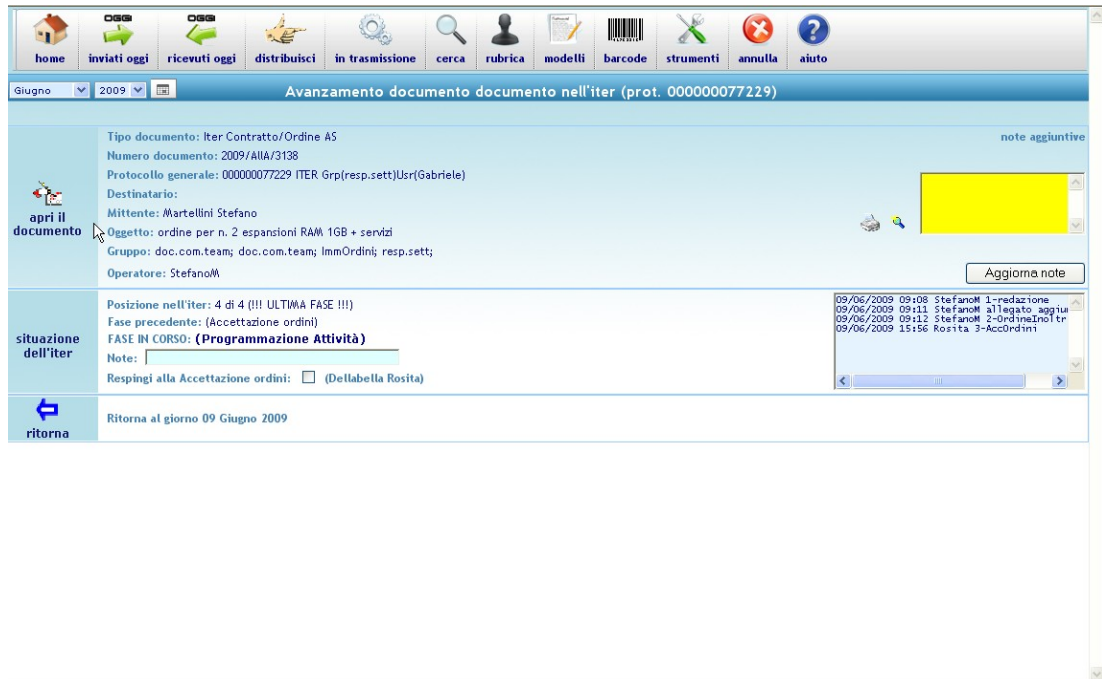 OGGI OGGI
home inviati oggi ricevuti oggi distribuisci in trasmissione cerca rubrica modelli barcode strumenti annulla aiuto
Giugno 2009 Avanzamento documento documento nell'iter (prot. 000000077229)
apri il documento
Tipo documento: Iter Contratto/Ordine AS
note aggiuntive
Numero documento: 2009/AllA/3138
Protocollo generale: 000000077229 ITER Grp(resp.sett)Usr(Gabriele)
Destinatario:
Mittente: Martellini Stefano
Oggetto: ordine per n. 2 espansioni RAM 1GB + servizi
Gruppo: doc.com.team; doc.com.team; ImmOrdini; resp.sett;
Operatore: StefanoM
Aggiorna note
situazione dell'iter
Posizione nell'iter: 4 di 4 (!!! ULTIMA FASE !!!)
Fase precedente: (Accettazione ordini)
FASE IN CORSO: (Programmazione Attività)
Note:
Respingi alla Accettazione ordini: (Dellabella Rosita)
09/06/2009 09:08 StefanoM 1-redazione
09/06/2009 09:11 StefanoM allegato aggiu
09/06/2009 09:12 StefanoM 2-OrdineInoltr
09/06/2009 15:56 Rosita 3-AccOrdini
ritorna
Ritorna al giorno 09 Giugno 2009